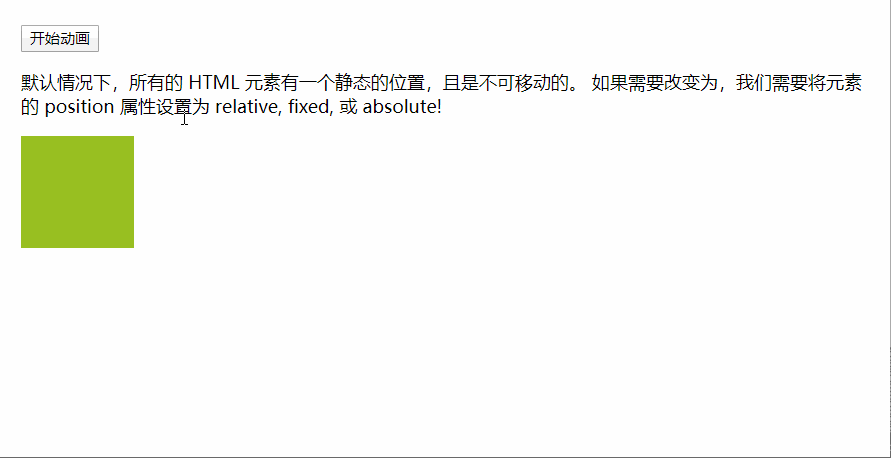 开始动画
默认情况下，所有的 HTML 元素有一个静态的位置，且是不可移动的。 如果需要改变为，我们需要将元素
的 position 属性设置为 relative, fixed, 或 absolute!